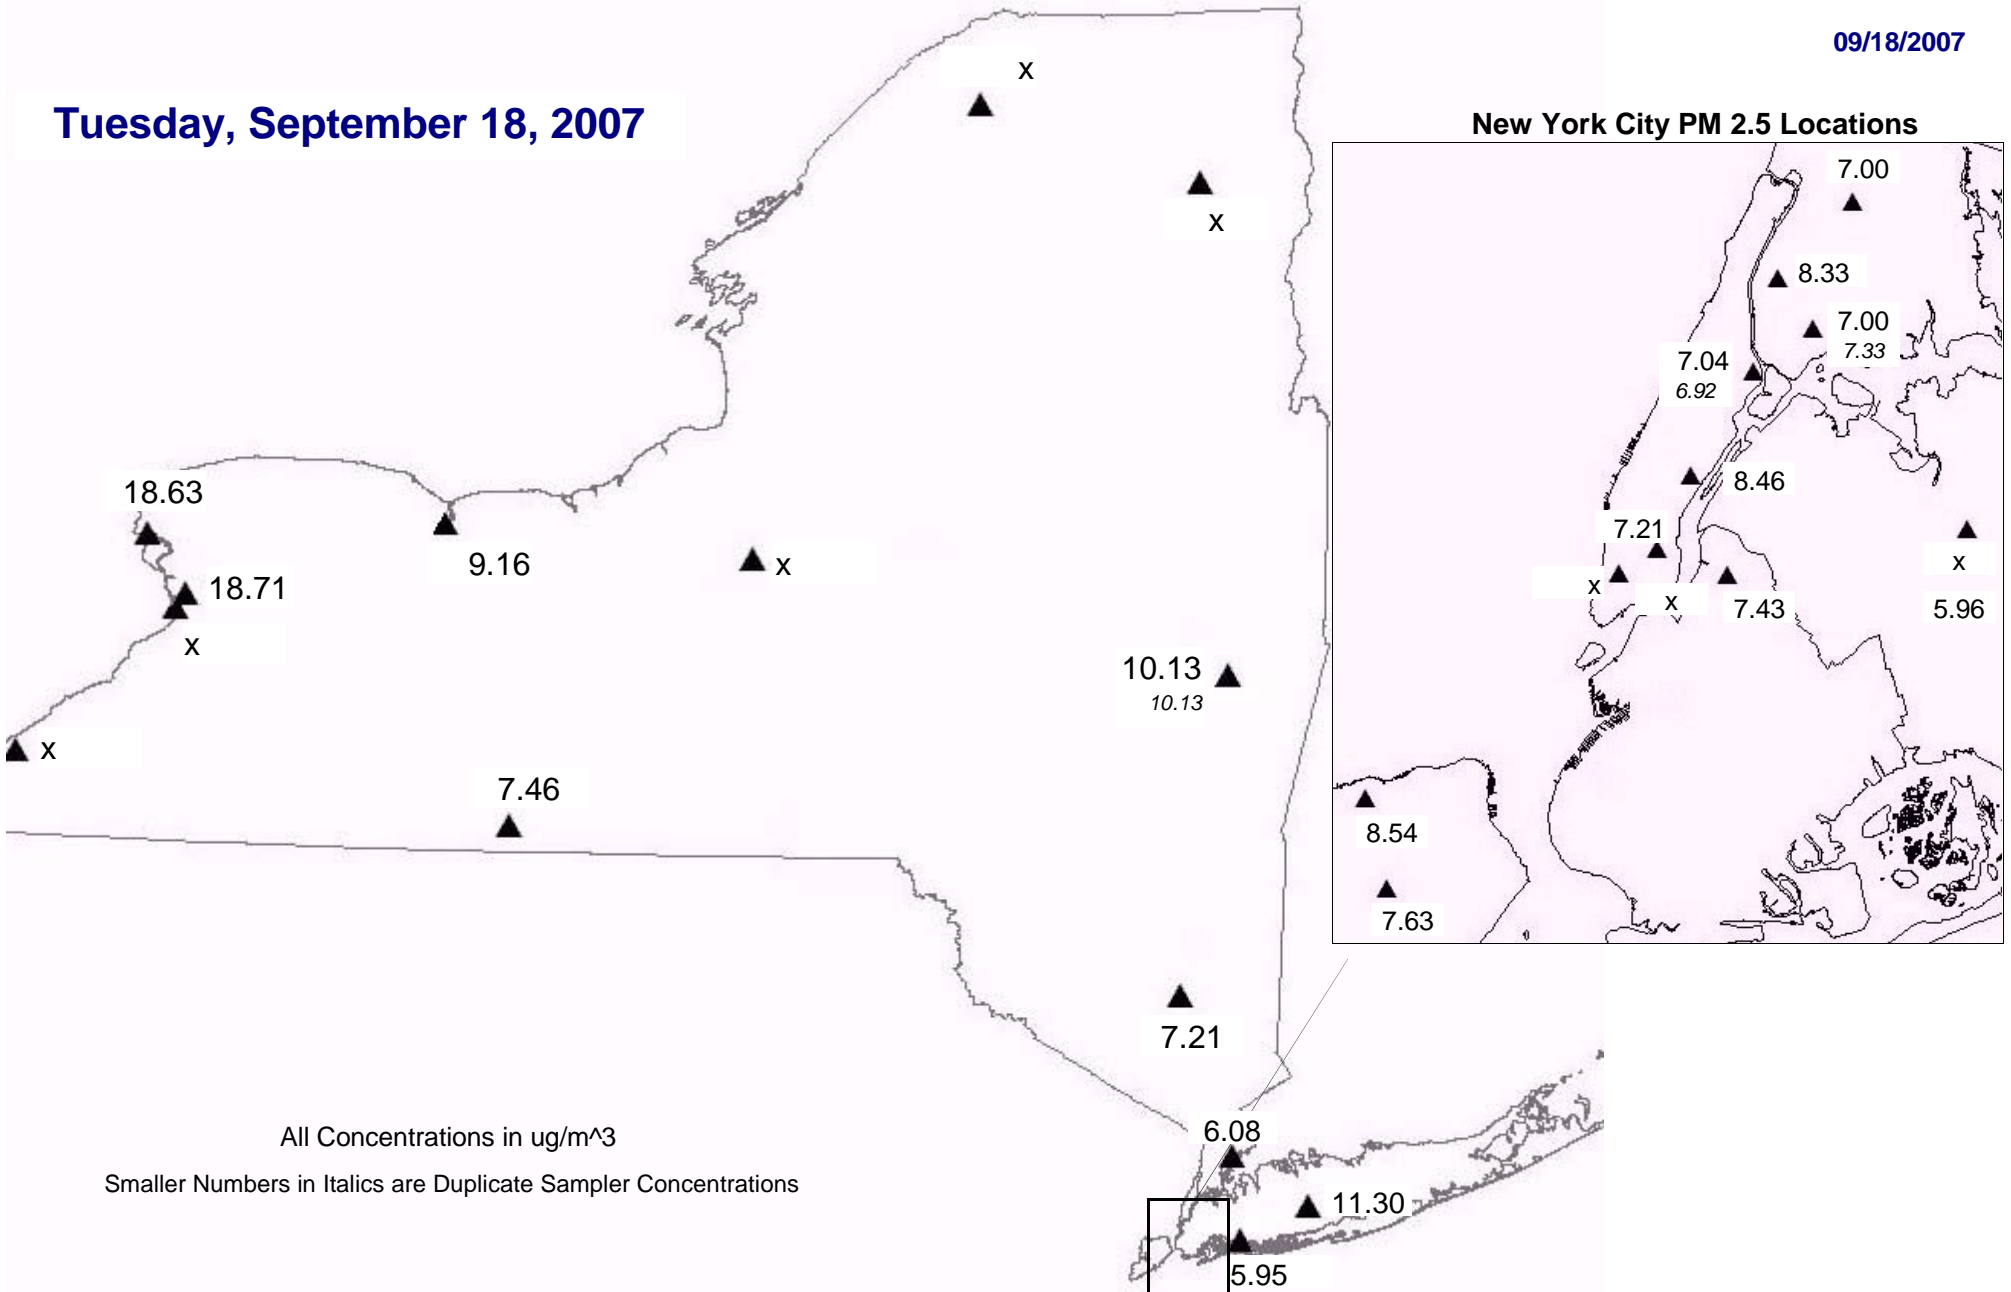 09/18/2007
Tuesday, September 18, 2007
x
x
New York City PM 2.5 Locations
7.00
8.33
7.00
7.33
7.04
6.92
8.46
7.21
x
x
7.43
x
5.96
8.54
7.63
18.63
18.71
x
9.16
x
10.13
10.13
x
7.46
7.21
6.08
11.30
5.95
All Concentrations in ug/m^3
Smaller Numbers in Italics are Duplicate Sampler Concentrations